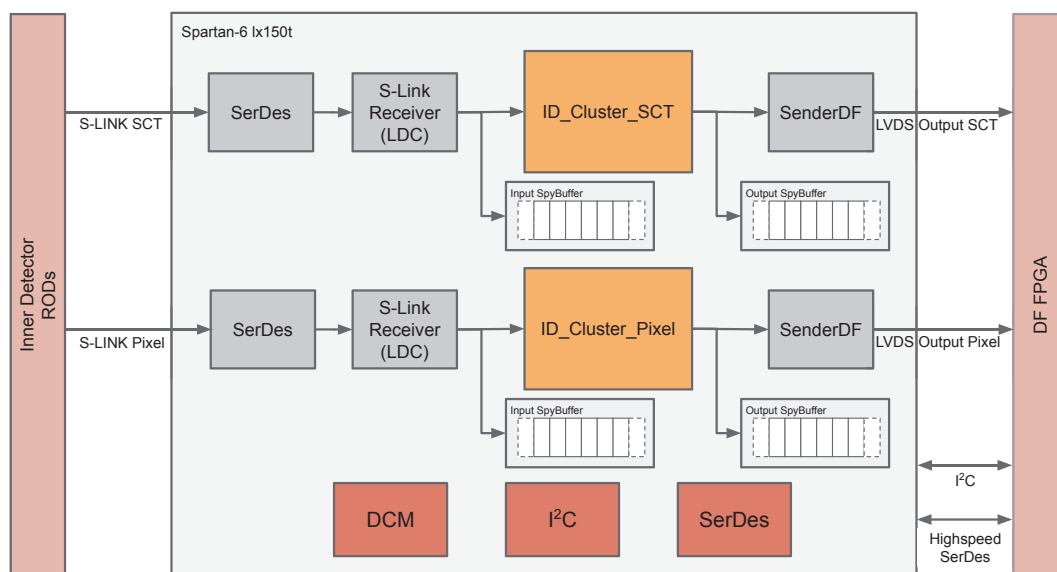 Spartan-6 lx150t
Inner Detector
RODs
S-LINK SCT
SerDes
S-Link
Receiver
(LDC)
ID_Cluster_SCT
SenderDF
LVDS Output SCT
DF FPGA
Input SpyBuffer
Output SpyBuffer
S-LINK Pixel
SerDes
S-Link
Receiver
(LDC)
ID_Cluster_Pixel
SenderDF
LVDS Output Pixel
Input SpyBuffer
Output SpyBuffer
DCM
I²C
SerDes
I²C
Highspeed
SerDes